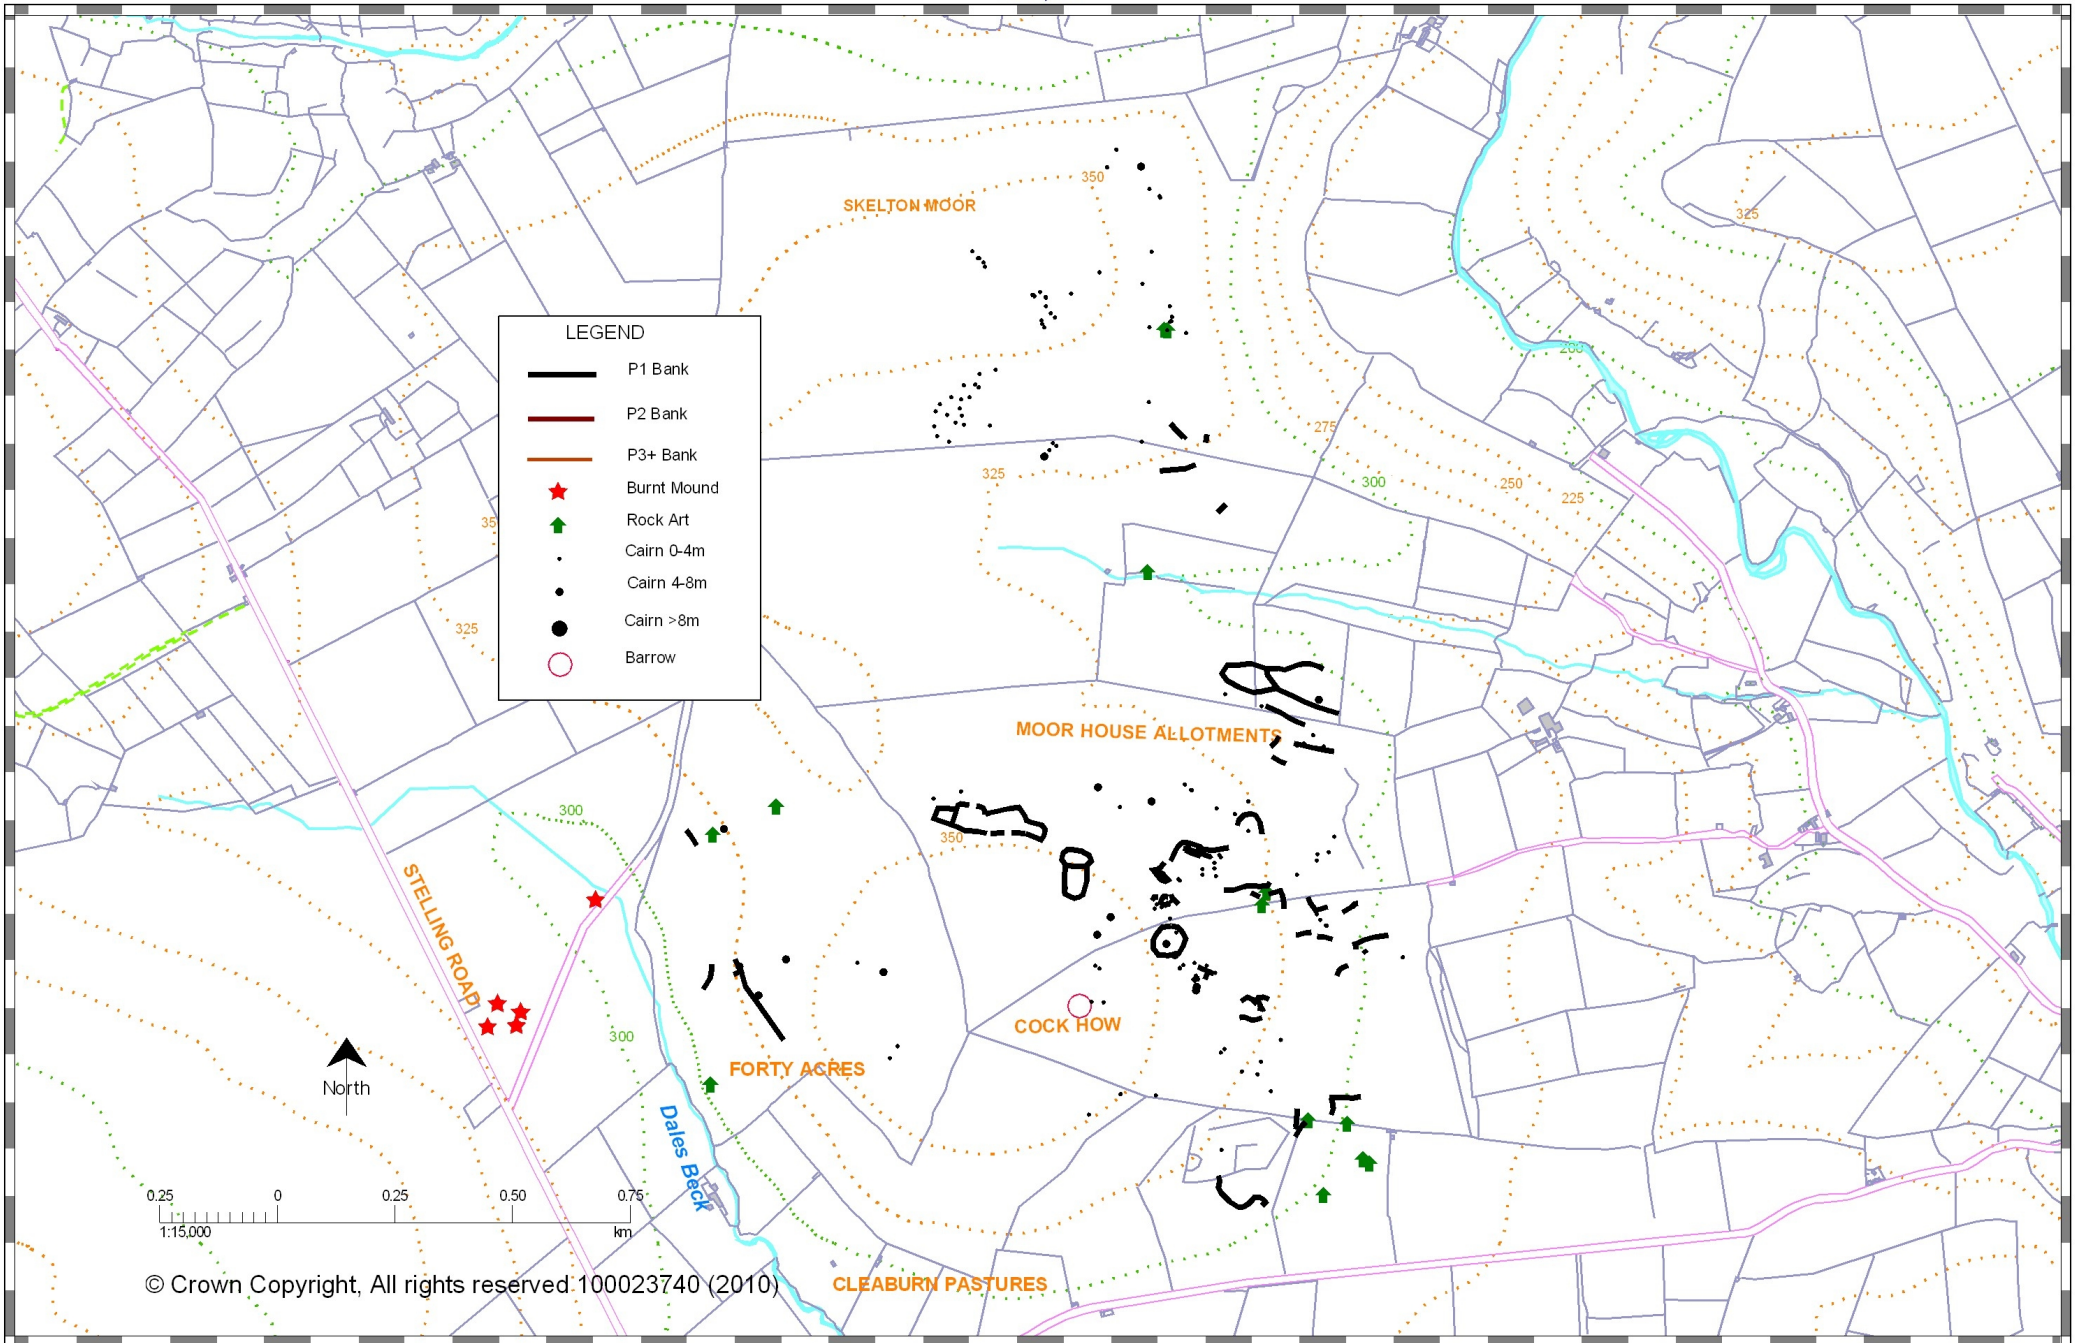 350
SKELTON MOOR
325
LEGEND
P1 Bank
P2 Bank
P3+ Bank
Burnt Mound
Rock Art
Cairn 0-4m
Cairn 4-8m
Cairn >8m
Barrow
200
275
325
300
250
225
35
325
MOOR HOUSE ALLOTMENTS
300
350
STELLING ROAD
300
COCK HOW
FORTY ACRES
North
Dales Beck
0.25 0 0.25 0.50 0.75
1:15,000 km
© Crown Copyright, All rights reserved 100023740 (2010)
CLEABURN PASTURES